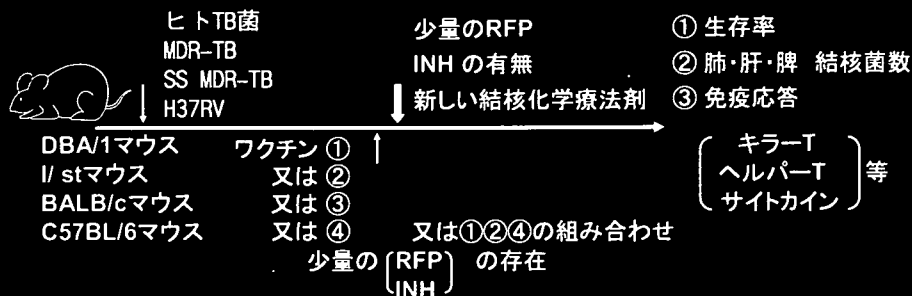 ヒトTB菌
MDR-TB
SS MDR-TB
H37RV
少量のRFP
INH の有無
新しい結核化学療法剤
① 生存率
② 肺・肝・脾 結核菌数
③ 免疫応答
キラーT
ヘルパーT 等
サイトカイン
DBA/1マウス ワクチン ①
I/ stマウス 又は ②
BALB/cマウス 又は ③
C57BL/6マウス 又は ④ 又は①②④の組み合わせ
少量の RFP の存在
INH